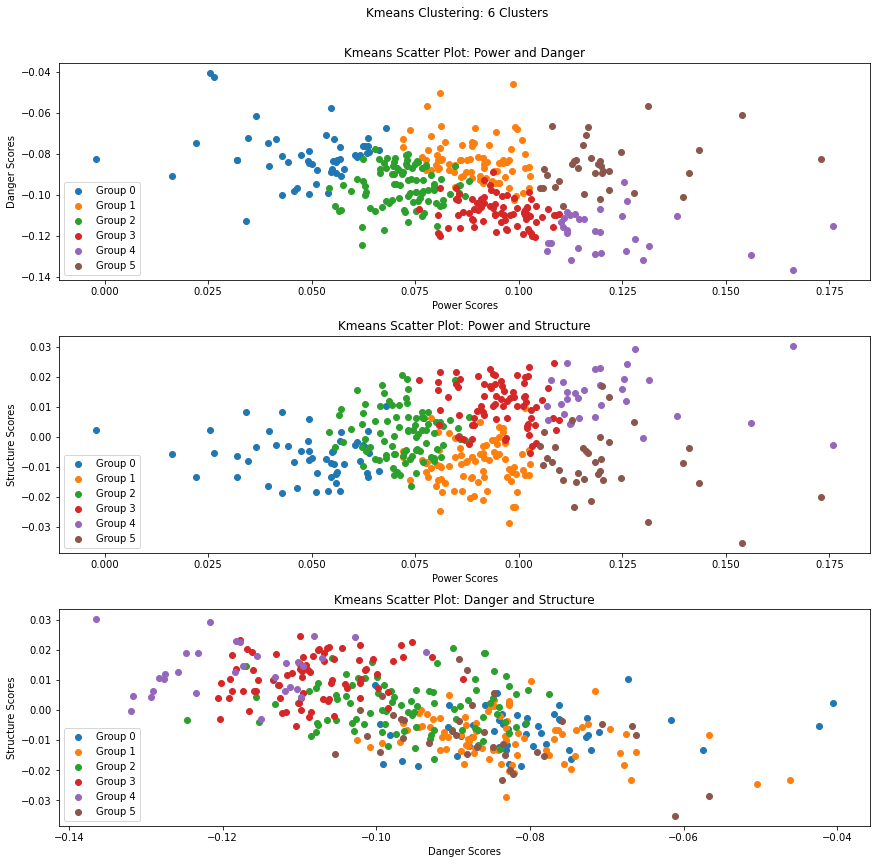 Kmeans Clustering: 6 Clusters
Kmeans Scatter Plot: Power and Danger
Danger Scores
−0.04
−0.06
−0.08
−0.10
−0.12
−0.14
Group 0
Group 1
Group 2
Group 3
Group 4
Group 5
0.000 0.025 0.050 0.075 0.100 0.125 0.150 0.175
Power Scores
Kmeans Scatter Plot: Power and Structure
Structure Scores
0.03
0.02
0.01
0.00
−0.01
−0.02
−0.03
Group 0
Group 1
Group 2
Group 3
Group 4
Group 5
0.000 0.025 0.050 0.075 0.100 0.125 0.150 0.175
Power Scores
Kmeans Scatter Plot: Danger and Structure
Structure Scores
0.03
0.02
0.01
0.00
−0.01
−0.02
−0.03
Group 0
Group 1
Group 2
Group 3
Group 4
Group 5
−0.14 −0.12 −0.10 −0.08 −0.06 −0.04
Danger Scores